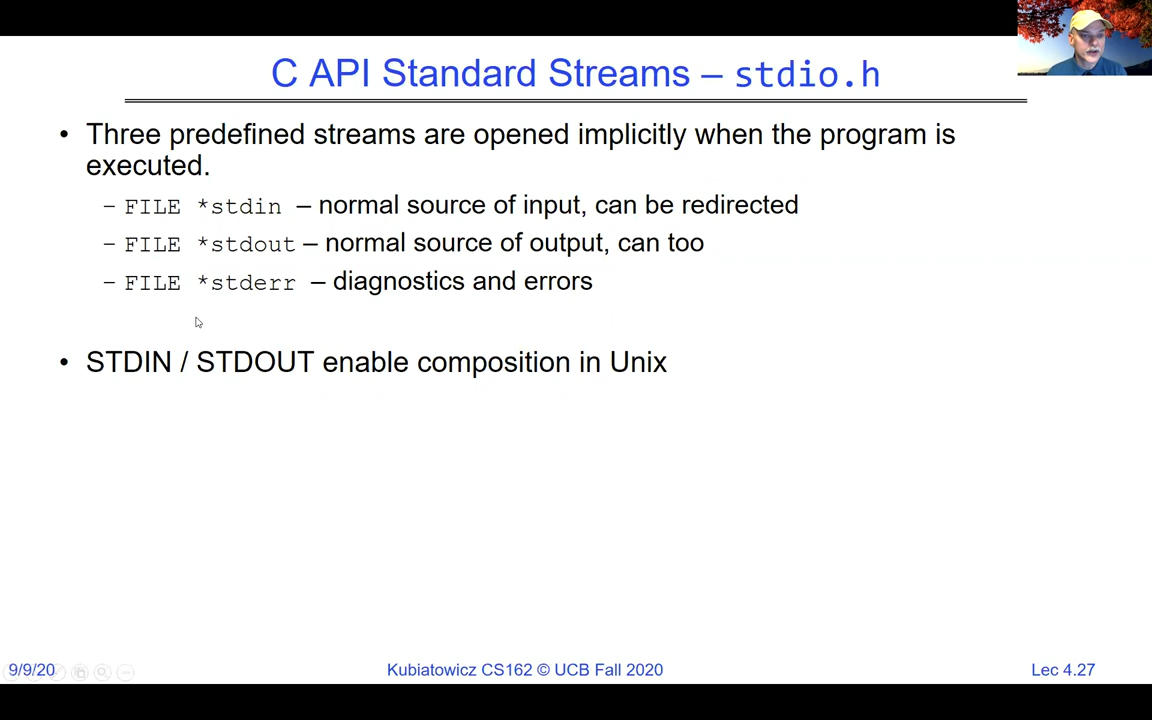 C API Standard Streams – stdio.h
• Three predefined streams are opened implicitly when the program is
executed.
– FILE *stdin – normal source of input, can be redirected
– FILE *stdout – normal source of output, can too
– FILE *stderr – diagnostics and errors
• STDIN / STDOUT enable composition in Unix
9/9/20
Kubiatowicz CS162 © UCB Fall 2020
Lec 4.27